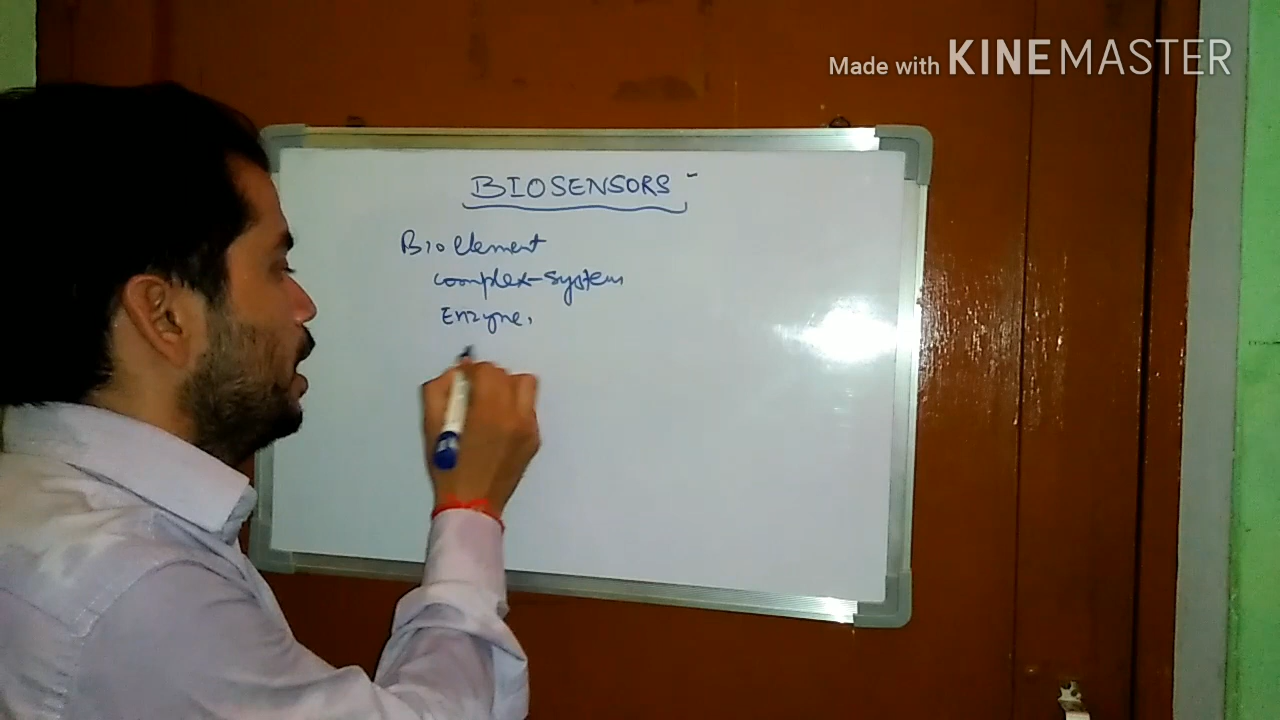 Made with KINEMASTER
BIOSENSORS -
Bio Element
Complex-System
Enzyme,